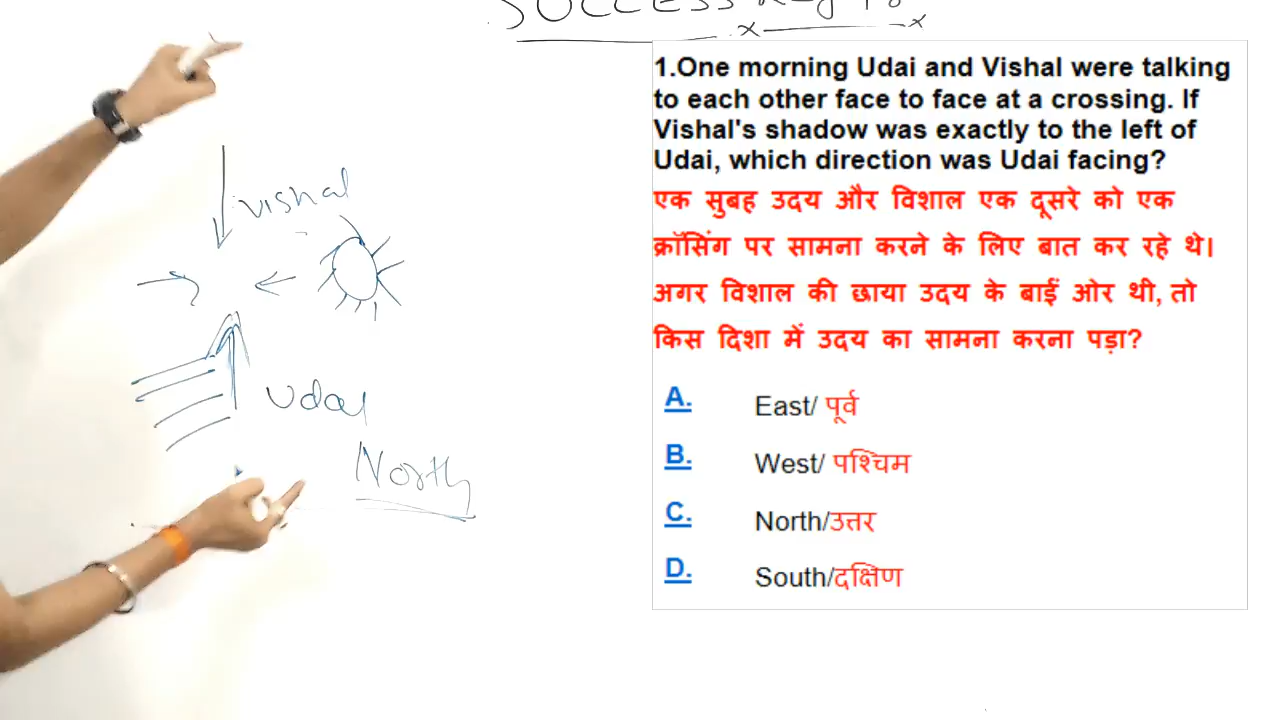 SUCCESS
1.One morning Udai and Vishal were talking
to each other face to face at a crossing. If
Vishal's shadow was exactly to the left of
Udai, which direction was Udai facing?
एक सुबह उदय और विशाल एक दूसरे को एक
क्रॉसिंग पर सामना करने के लिए बात कर रहे थे।
अगर विशाल की छाया उदय के बाईं ओर थी, तो
किस दिशा में उदय का सामना करना पड़ा?
A. East/ पूर्व
B. West/ पश्चिम
C. North/उत्तर
D. South/दक्षिण
vishal
Uday
North